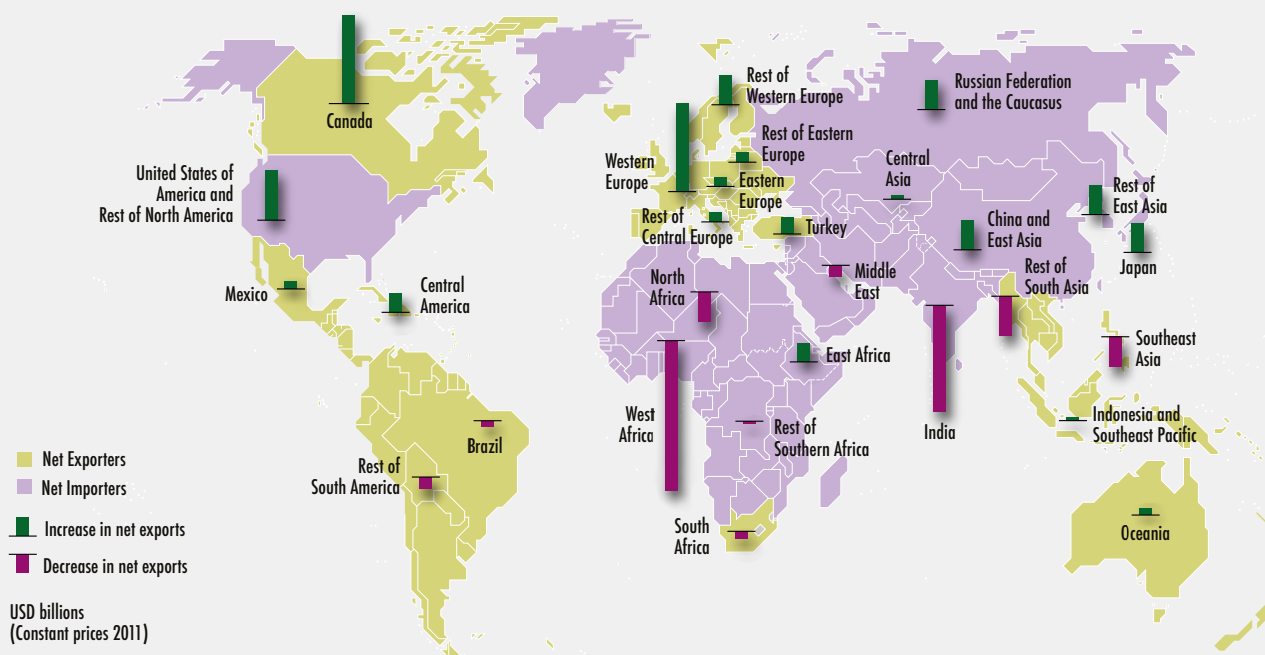 Canada
United States of
America and
Rest of North America
Mexico
Central
America
Brazil
Rest of
South America
Rest of
Western Europe
Western
Europe
Rest of Eastern
Europe
Eastern
Europe
Rest of
Central Europe
Turkey
Russian Federation
and the Caucasus
Central
Asia
China and
East Asia
Rest of
East Asia
Japan
Middle
East
Rest of
South Asia
North
Africa
East Africa
West
Africa
Rest of
Southern Africa
South
Africa
India
Southeast
Asia
Indonesia and
Southeast Pacific
Oceania
Net Exporters
Net Importers
Increase in net exports
Decrease in net exports
USD billions
(Constant prices 2011)